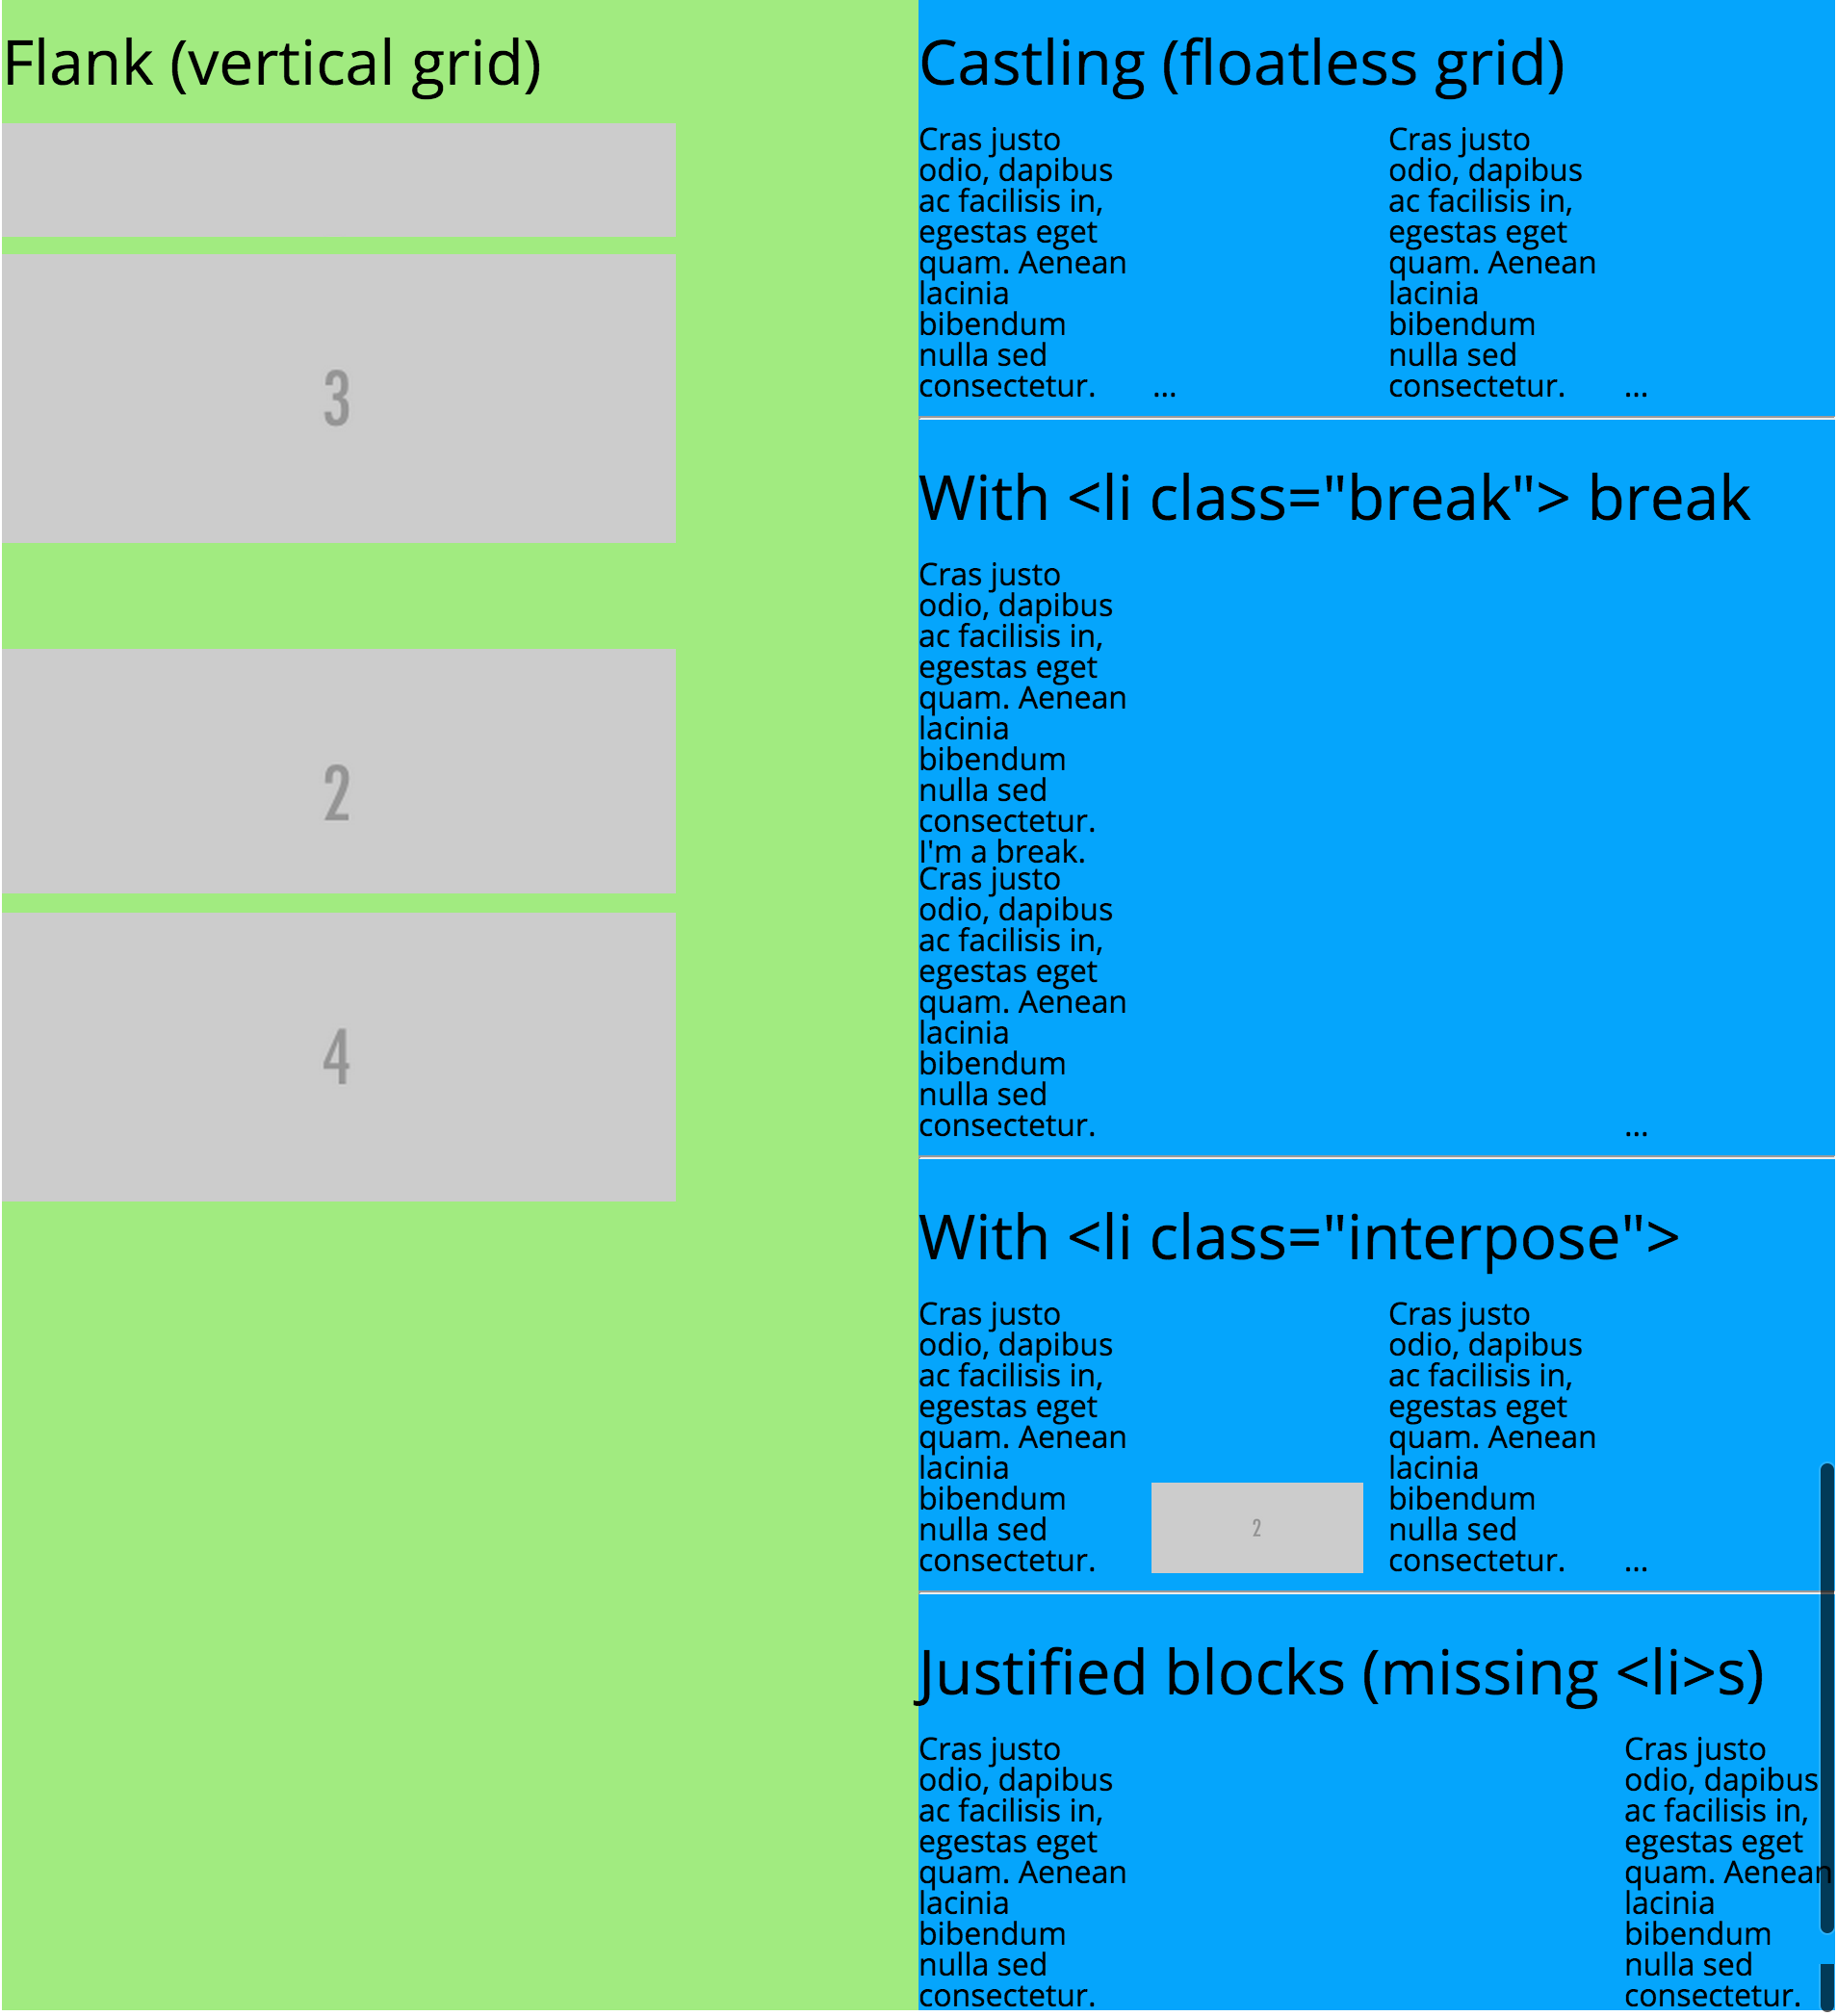 Flank (vertical grid)
3
2
4
Castling (floatless grid)
Cras justo
odio, dapibus
ac facilisis in,
egestas eget
quam. Aenean
lacinia
bibendum
nulla sed
consectetur.
...
Cras justo
odio, dapibus
ac facilisis in,
egestas eget
quam. Aenean
lacinia
bibendum
nulla sed
consectetur.
...
With <li class="break"> break
Cras justo
odio, dapibus
ac facilisis in,
egestas eget
quam. Aenean
lacinia
bibendum
nulla sed
consectetur.
I'm a break.
Cras justo
odio, dapibus
ac facilisis in,
egestas eget
quam. Aenean
lacinia
bibendum
nulla sed
consectetur.
...
With <li class="interpose">
Cras justo
odio, dapibus
ac facilisis in,
egestas eget
quam. Aenean
lacinia
bibendum
nulla sed
consectetur.
2
Cras justo
odio, dapibus
ac facilisis in,
egestas eget
quam. Aenean
lacinia
bibendum
nulla sed
consectetur.
...
Justified blocks (missing <li>s)
Cras justo
odio, dapibus
ac facilisis in,
egestas eget
quam. Aenean
lacinia
bibendum
nulla sed
consectetur.
Cras justo
odio, dapibus
ac facilisis in,
egestas eget
quam. Aenean
lacinia
bibendum
nulla sed
consectetur.